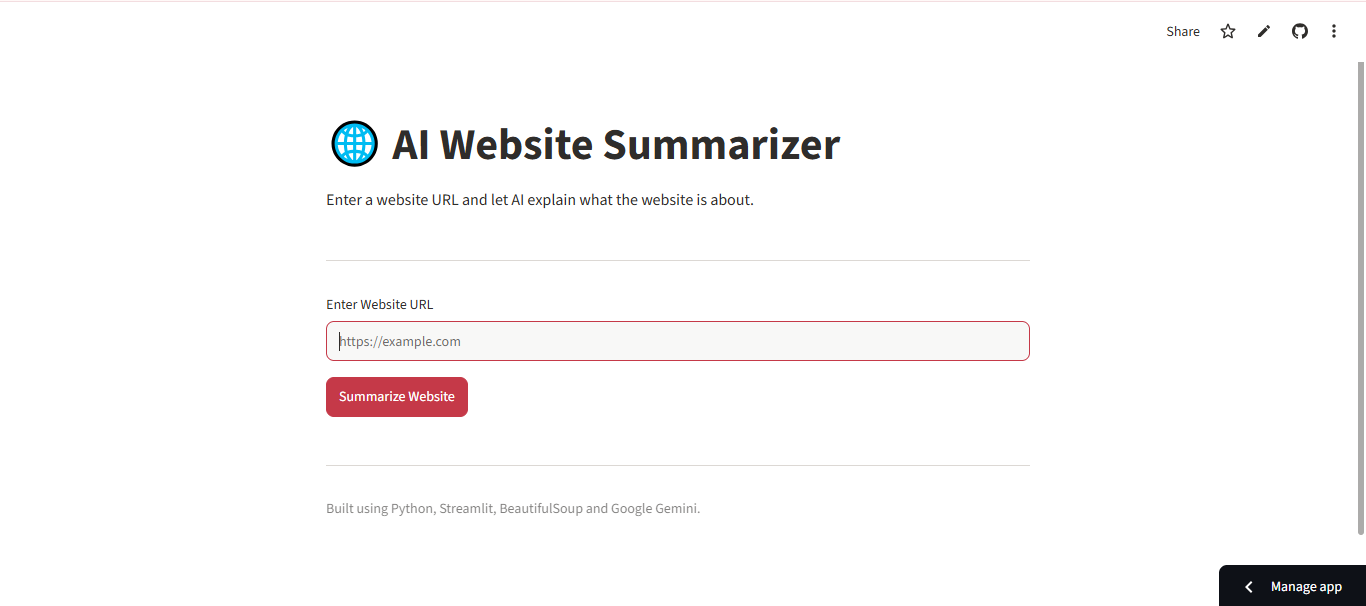 Share
AI Website Summarizer
Enter a website URL and let AI explain what the website is about.
Enter Website URL
https://example.com
Summarize Website
Built using Python, Streamlit, BeautifulSoup and Google Gemini.
Manage app